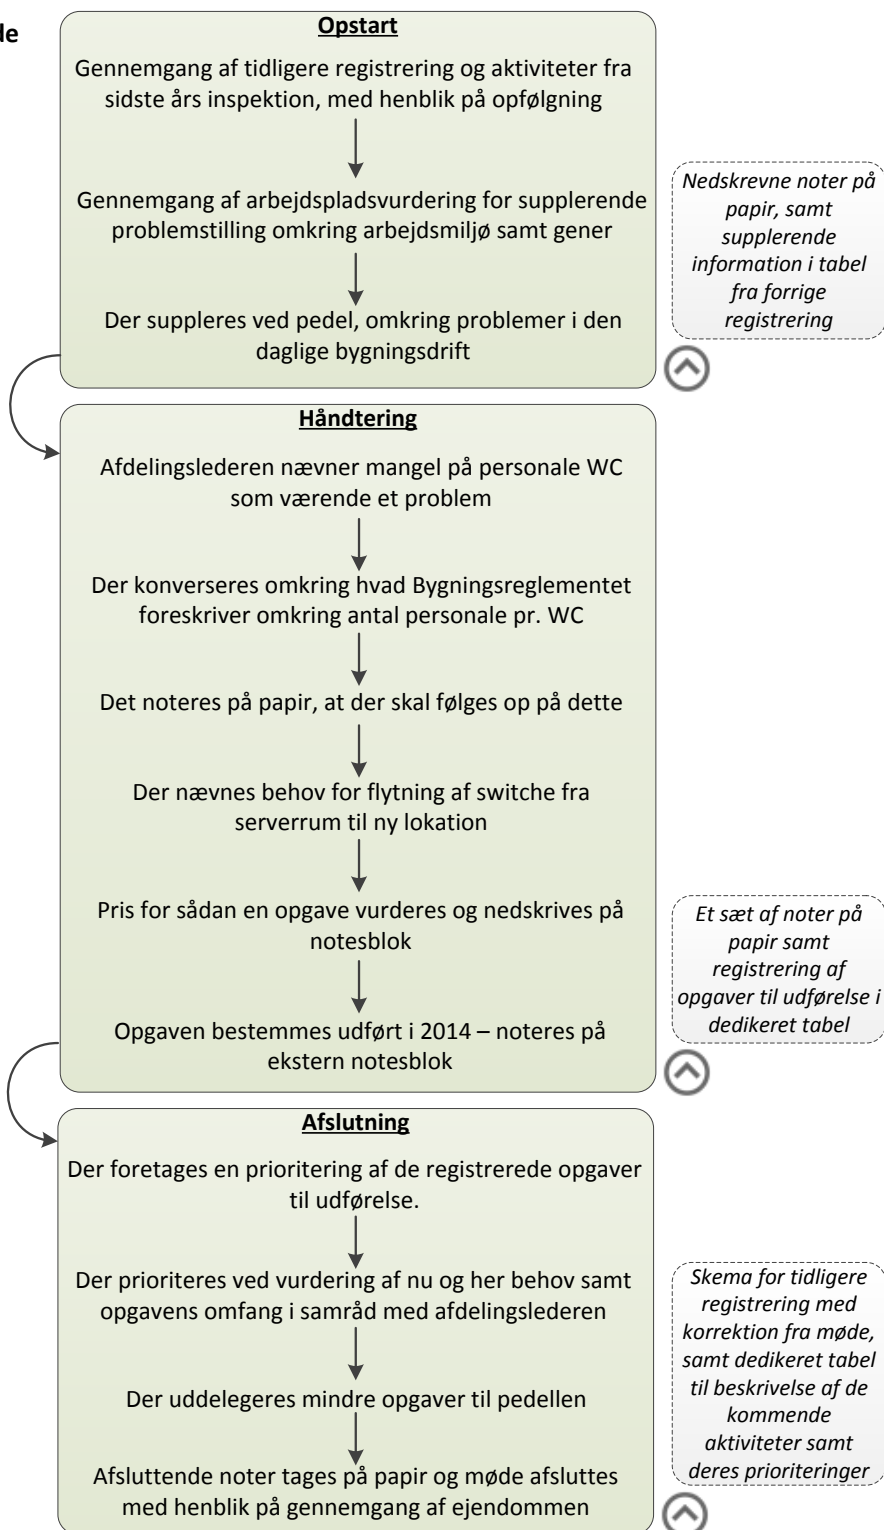 de
Opstart
Gennemgang af tidligere registrering og aktiviteter fra
sidste års inspektion, med henblik på opfølgning
Gennemgang af arbejdspladsvurdering for supplerende
problemstilling omkring arbejdsmiljø samt gener
Der suppleres ved pedel, omkring problemer i den
daglige bygningsdrift
Nedskrevne noter på
papir, samt
supplerende
information i tabel
fra forrige
registrering
Håndtering
Afdelingslederen nævner mangel på personale WC
som værende et problem
Der konverseres omkring hvad Bygningsreglementet
foreskriver omkring antal personale pr. WC
Det noteres på papir, at der skal følges op på dette
Der nævnes behov for flytning af switche fra
serverrum til ny lokation
Pris for sådan en opgave vurderes og nedskrives på
notesblok
Opgaven bestemmes udført i 2014 – noteres på
ekstern notesblok
Et sæt af noter på
papir samt
registrering af
opgaver til udførelse i
dedikeret tabel
Afslutning
Der foretages en prioritering af de registrerede opgaver
til udførelse.
Der prioriteres ved vurdering af nu og her behov samt
opgavens omfang i samråd med afdelingslederen
Der uddelegeres mindre opgaver til pedellen
Afsluttende noter tages på papir og møde afsluttes
med henblik på gennemgang af ejendommen
Skema for tidligere
registrering med
korrektion fra møde,
samt dedikeret tabel
til beskrivelse af de
kommende
aktiviteter samt
deres prioriteringer